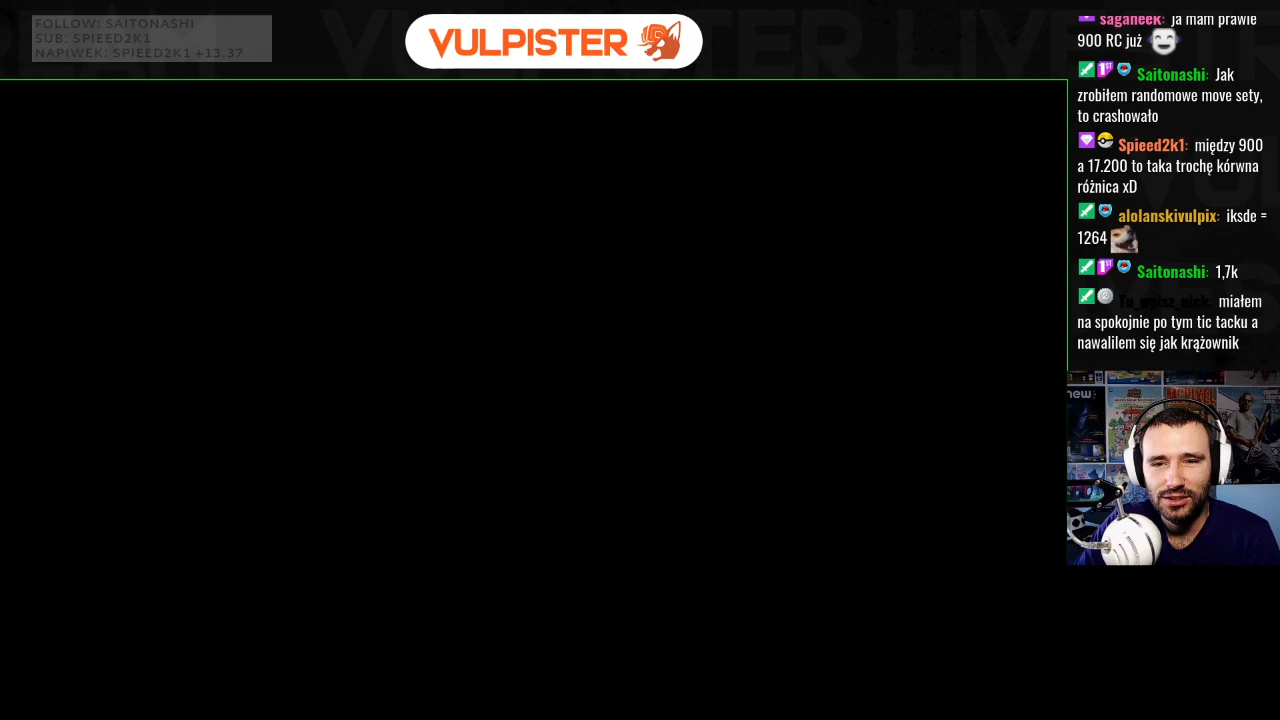 FOLLOW: SAITONASHI
SUB: SPIEED2K1
NAPIWEK: SPIEED2K1 +13.37
VULPISTER
saganeek: ja mam prawie
900 RC już
Saitonashi: Jak
zrobiłem randomowe move sety,
to crashowało
Spieed2k1: między 900
a 17.200 to taka trochę kórwna
różnica xD
alolanskivulpix: iksde =
1264
Saitonashi: 1,7k
Tu_wpisz_nick: miałem
na spokojnie po tym tic tacku a
nawalilem się jak krążownik